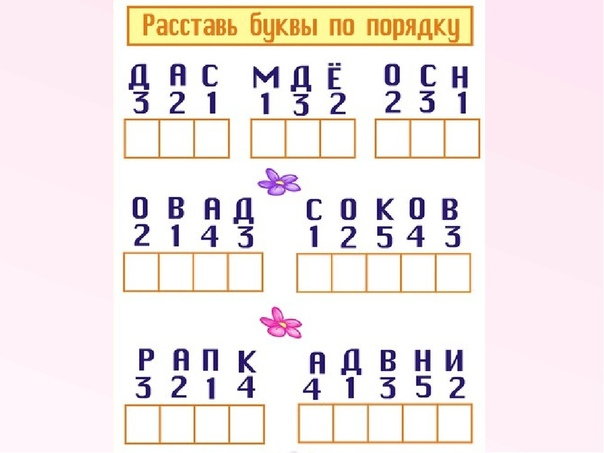 Расставь буквы по порядку
Д А С М Д Ё О С Н
3 2 1 1 3 2 2 3 1
О В А Д С О К О В
2 1 4 3 1 2 5 4 3
Р А П К А Д В Н И
3 2 1 4 4 1 3 5 2